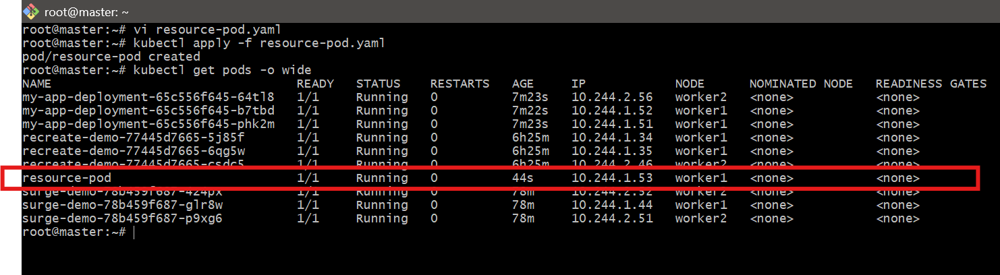 root@master: ~
root@master:~# vi resource-pod.yaml
root@master:~# kubectl apply -f resource-pod.yaml
pod/resource-pod created
root@master:~# kubectl get pods -o wide
NAME READY STATUS RESTARTS AGE IP NODE NOMINATED NODE READINESS GATES
my-app-deployment-65c556f645-64tl8 1/1 Running 0 7m23s 10.244.2.56 worker2 <none> <none>
my-app-deployment-65c556f645-b7tbd 1/1 Running 0 7m22s 10.244.1.52 worker1 <none> <none>
my-app-deployment-65c556f645-phk2m 1/1 Running 0 7m23s 10.244.1.51 worker1 <none> <none>
recreate-demo-77445d7665-5j85f 1/1 Running 0 6h25m 10.244.1.34 worker1 <none> <none>
recreate-demo-77445d7665-6qg5w 1/1 Running 0 6h25m 10.244.1.35 worker1 <none> <none>
recreate-demo-77445d7665-csdc5 1/1 Running 0 6h25m 10.244.2.46 worker2 <none> <none>
resource-pod 1/1 Running 0 44s 10.244.1.53 worker1 <none> <none>
surge-demo-78b459f687-424px 1/1 Running 0 78m 10.244.2.52 worker2 <none> <none>
surge-demo-78b459f687-glr8w 1/1 Running 0 78m 10.244.1.44 worker1 <none> <none>
surge-demo-78b459f687-p9xg6 1/1 Running 0 78m 10.244.2.51 worker2 <none> <none>
root@master:~#